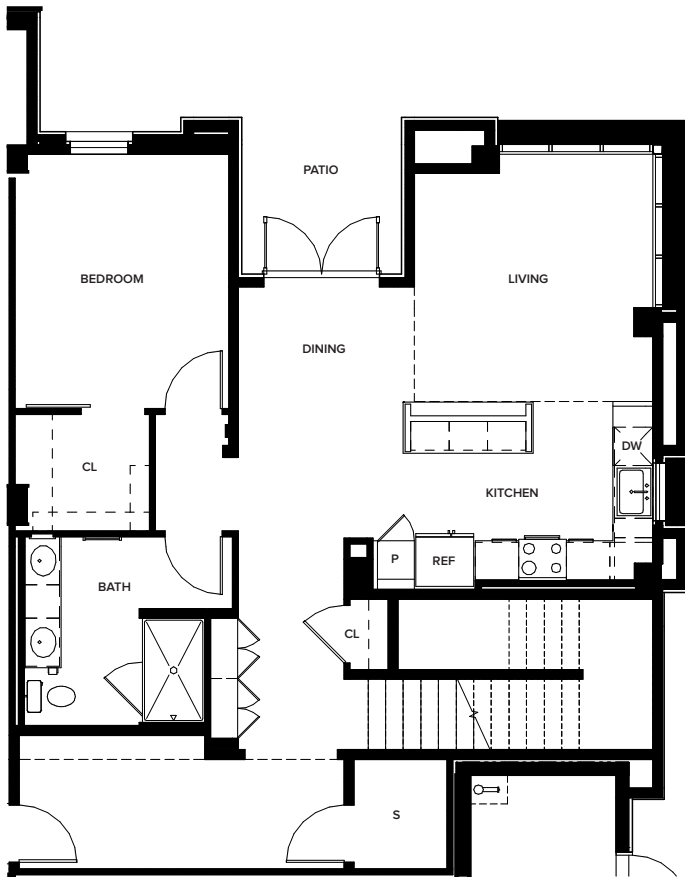 PATIO
BEDROOM
LIVING
DINING
DW
CL
KITCHEN
P
REF
BATH
CL
S